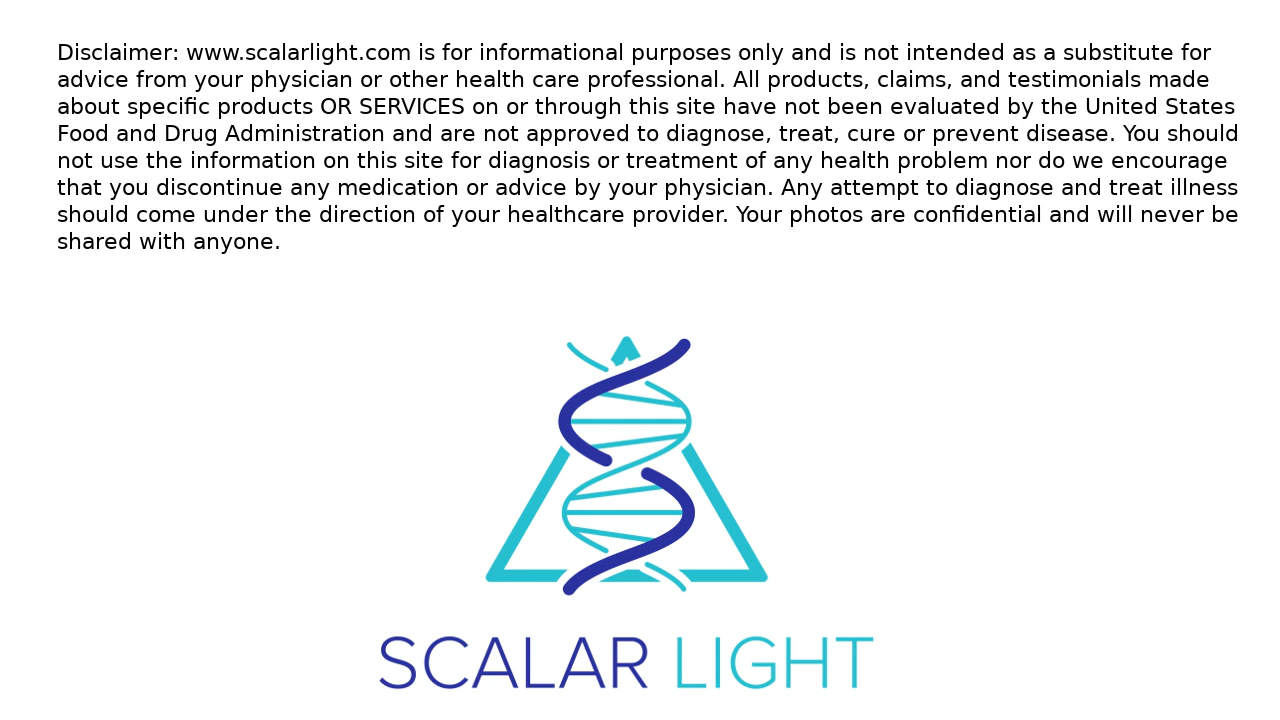 Disclaimer: www.scalarlight.com is for informational purposes only and is not intended as a substitute for
advice from your physician or other health care professional. All products, claims, and testimonials made
about specific products OR SERVICES on or through this site have not been evaluated by the United States
Food and Drug Administration and are not approved to diagnose, treat, cure or prevent disease. You should
not use the information on this site for diagnosis or treatment of any health problem nor do we encourage
that you discontinue any medication or advice by your physician. Any attempt to diagnose and treat illness
should come under the direction of your healthcare provider. Your photos are confidential and will never be
shared with anyone.
SCALAR LIGHT